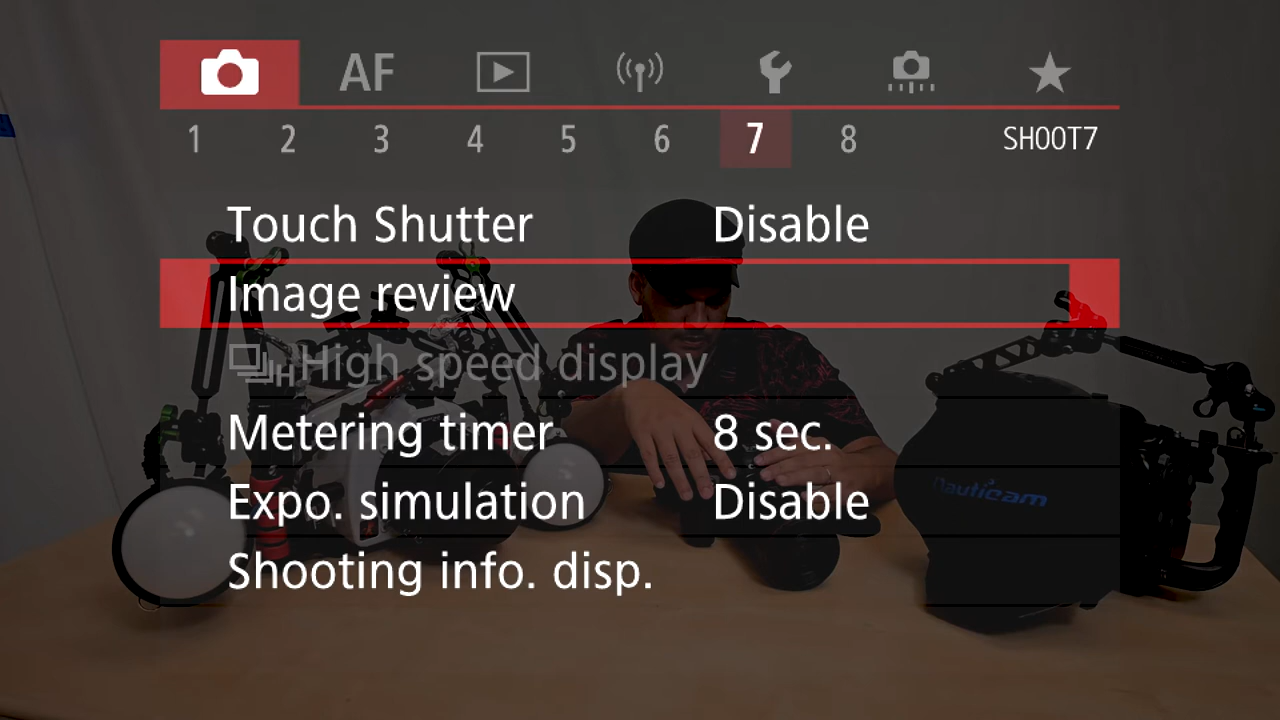 AF
1 2 3 4 5 6 7 8 SHOOT7
Touch Shutter Disable
Image review
H High speed display
Metering timer 8 sec.
Expo. simulation Disable
Shooting info. disp.
Nauticam